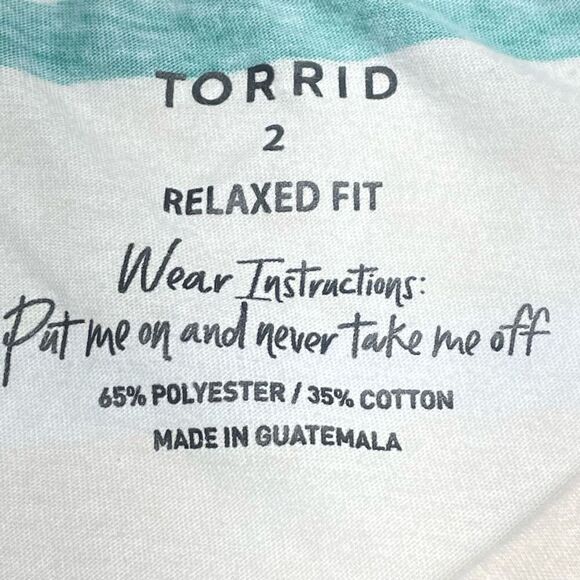 TORRID
2
RELAXED FIT
Wear Instructions:
Put me on and never take me off
65% POLYESTER / 35% COTTON
MADE IN GUATEMALA